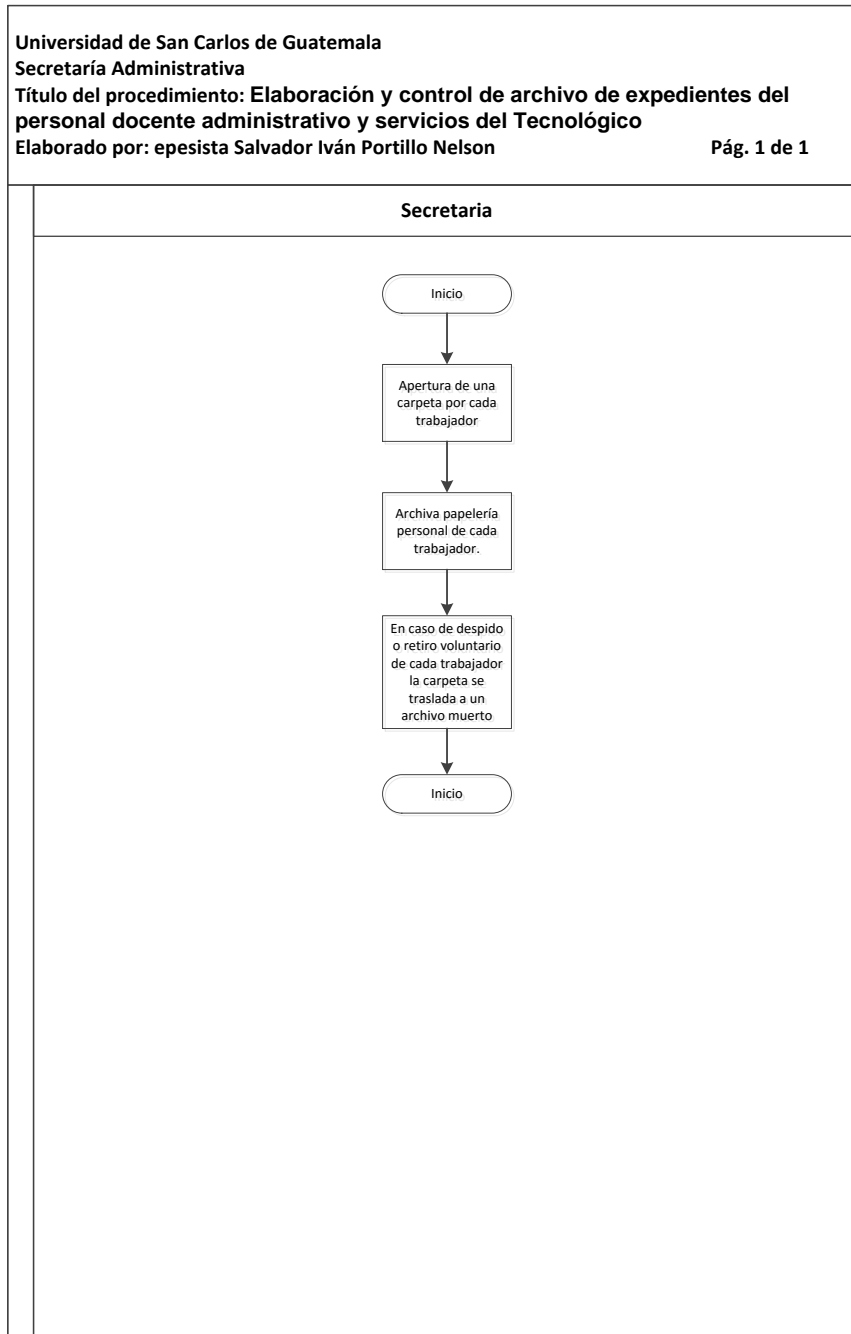 Universidad de San Carlos de Guatemala
Secretaría Administrativa
Título del procedimiento: Elaboración y control de archivo de expedientes del
personal docente administrativo y servicios del Tecnológico
Elaborado por: epesista Salvador Iván Portillo Nelson Pág. 1 de 1
Secretaria
Inicio
Apertura de una
carpeta por cada
trabajador
Archiva papelería
personal de cada
trabajador.
En caso de despido
o retiro voluntario
de cada trabajador
la carpeta se
traslada a un
archivo muerto
Inicio